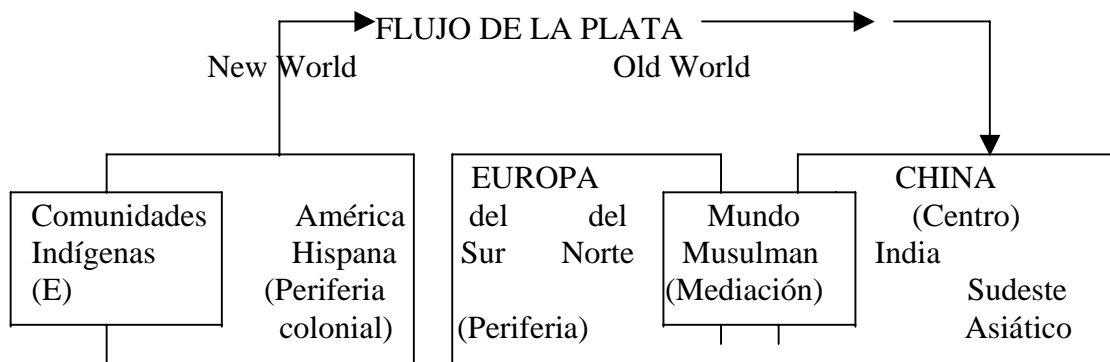 FLUJO DE LA PLATA
New World Old World
EUROPA CHINA
Comunidades América del del Mundo (Centro)
Indígenas Hispana Sur Norte Musulman India
(E) (Periferia (Mediación) Sudeste
colonial) (Periferia) Asiático